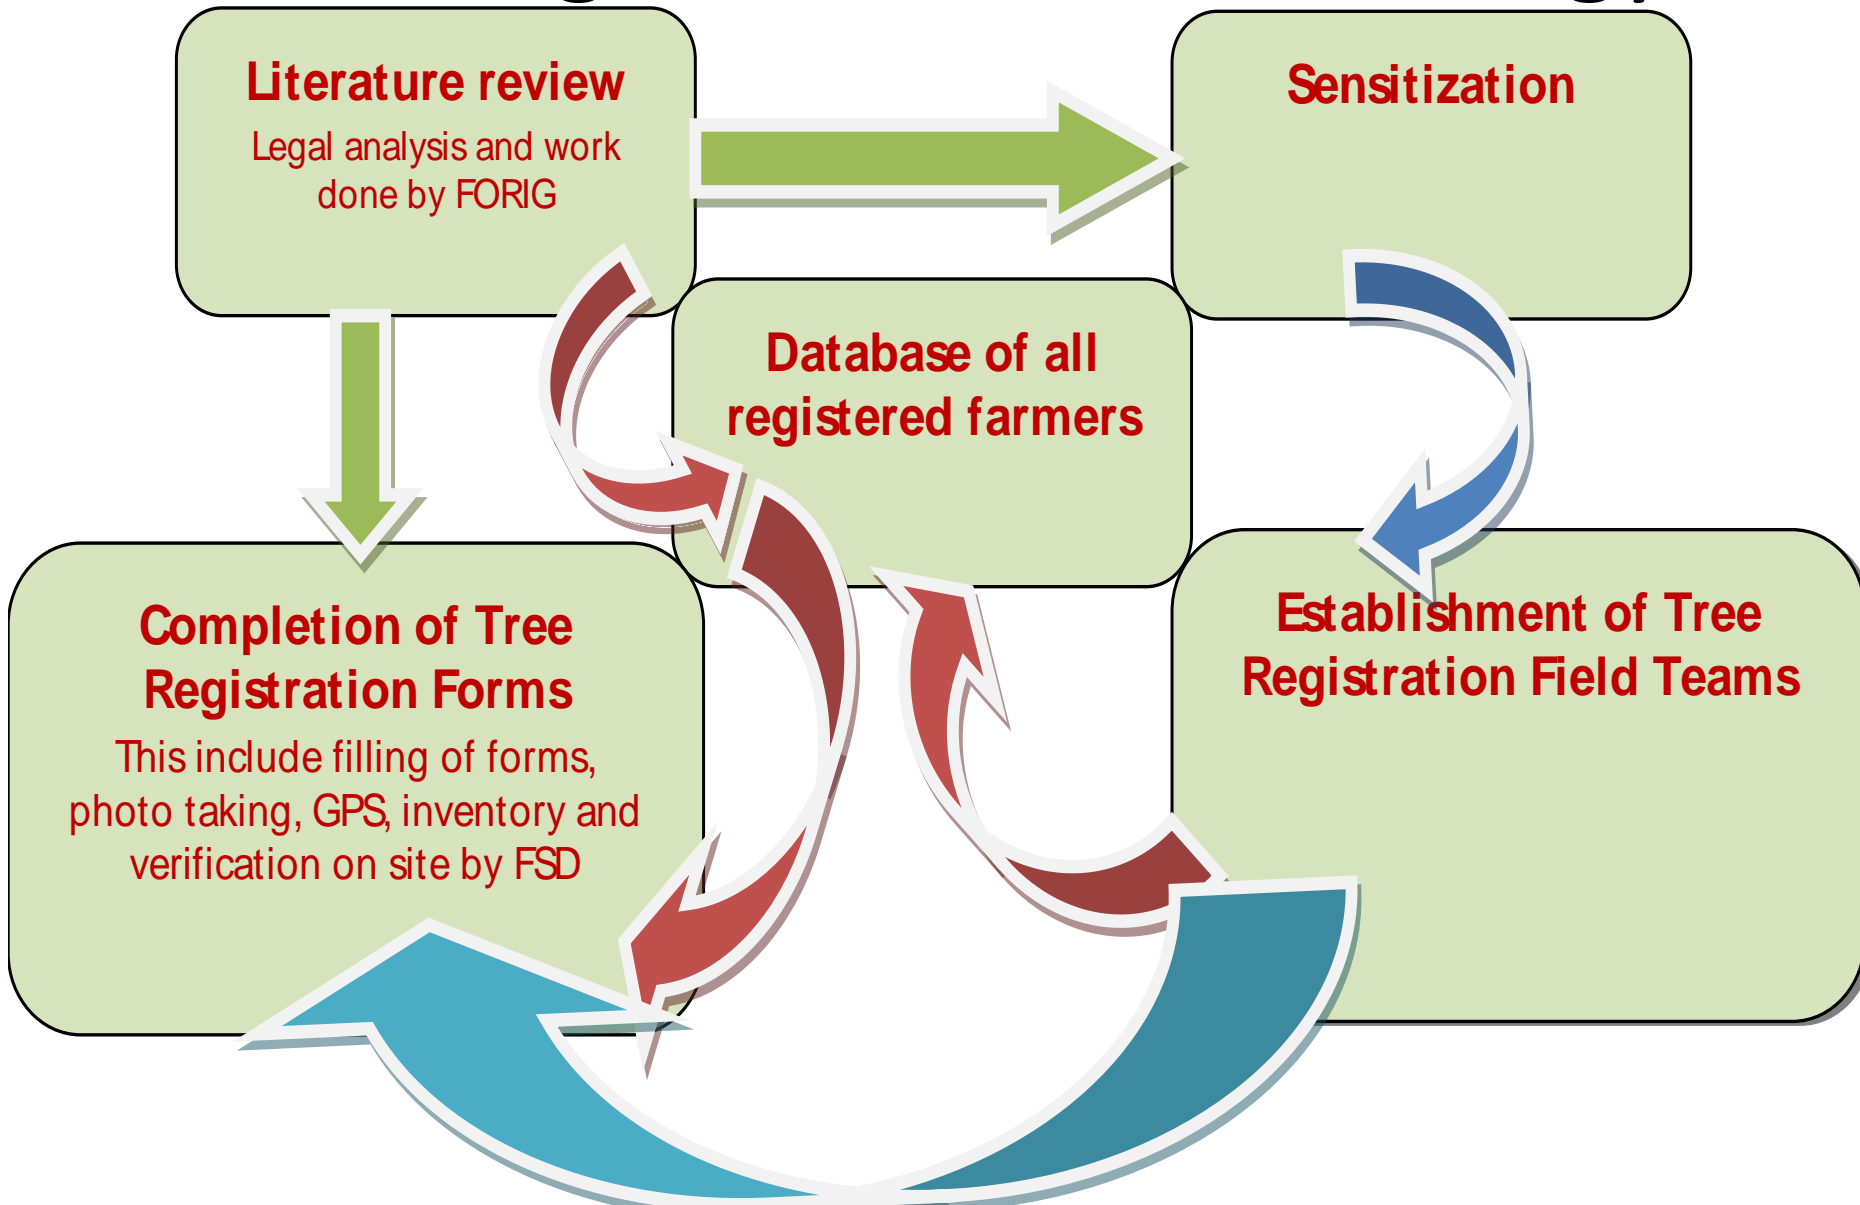 Literature review
Legal analysis and work
done by FORIG
Sensitization
Database of all
registered farmers
Completion of Tree
Registration Forms
This include filling of forms,
photo taking, GPS, inventory and
verification on site by FSD
Establishment of Tree
Registration Field Teams